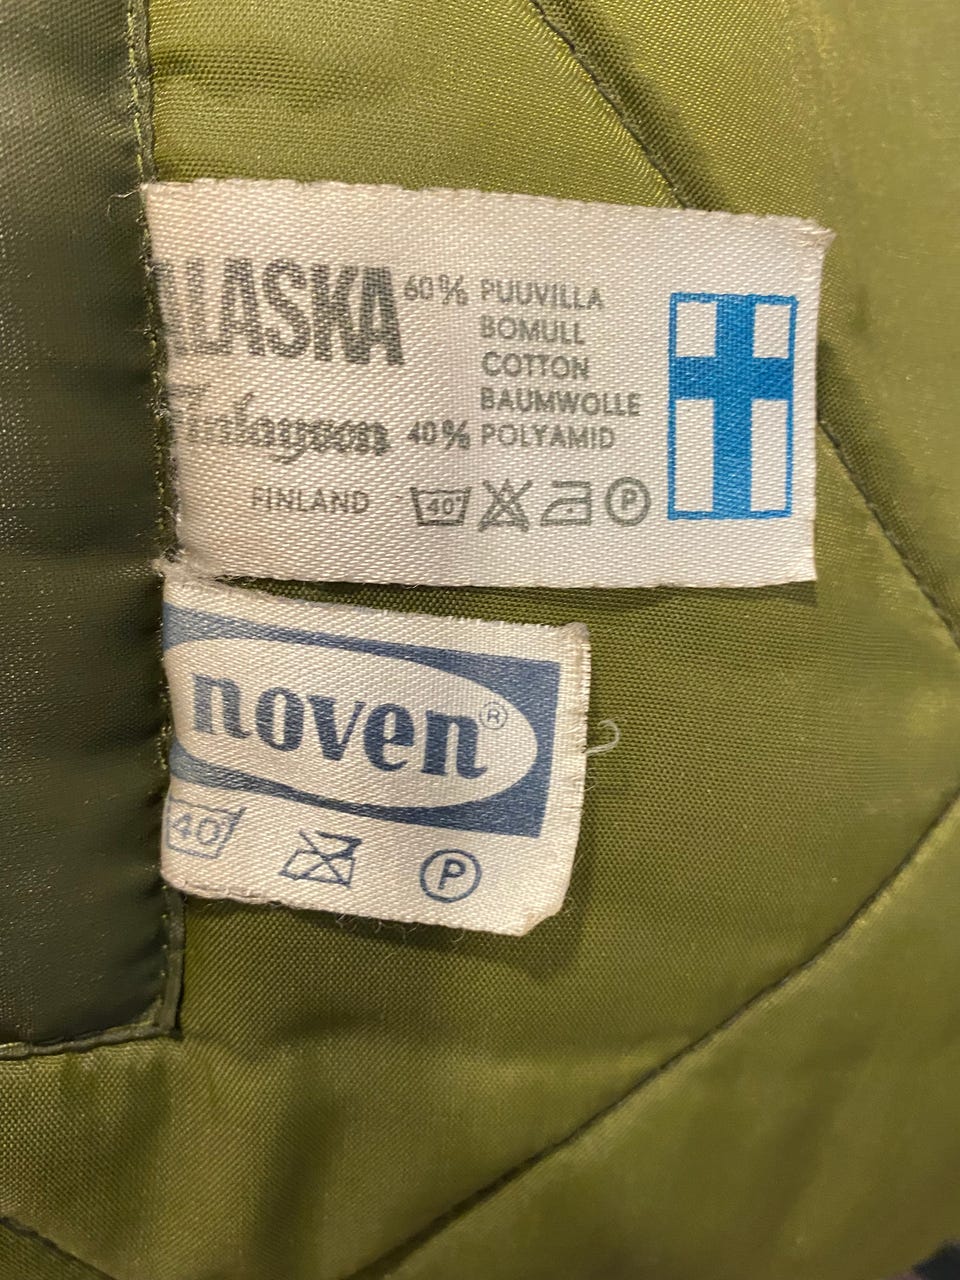 ALASKA
60% PUUVILLA
BOMULL
COTTON
BAUMWOLLE
40% POLYAMID
FINLAND
40° P
noven®
40 P